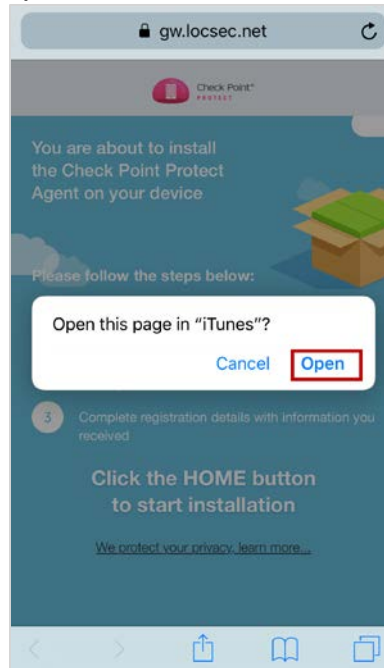 gw.locsec.net
Check Point™
PROTECT
You are about to install
the Check Point Protect
Agent on your device
Please follow the steps below:
Open this page in “iTunes”?
Cancel Open
3 Complete registration details with information you
received
Click the HOME button
to start installation
We protect your privacy, learn more...